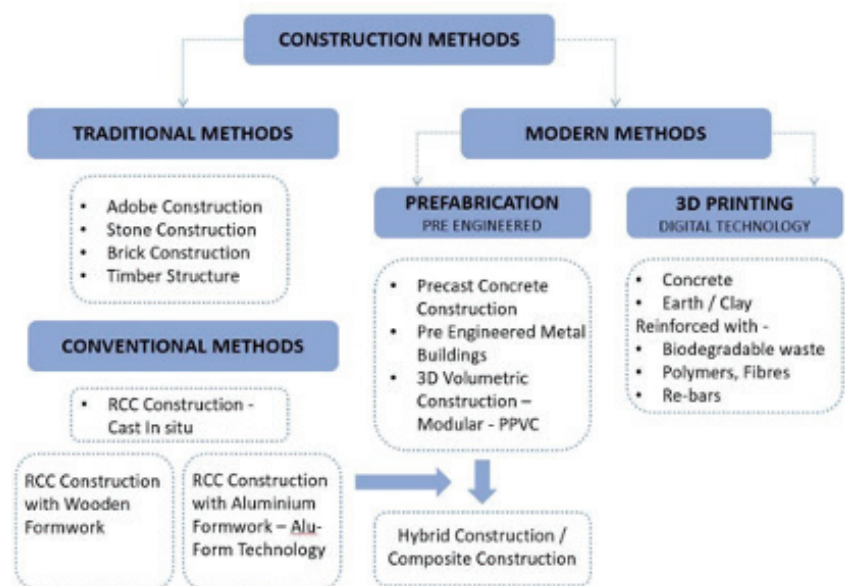 CONSTRUCTION METHODS
TRADITIONAL METHODS
• Adobe Construction
• Stone Construction
• Brick Construction
• Timber Structure
CONVENTIONAL METHODS
• RCC Construction -
Cast In situ
RCC Construction
with Wooden
Formwork
RCC Construction
with Aluminium
Formwork – Alu-
Form Technology
MODERN METHODS
PREFABRICATION
PRE ENGINEERED
• Precast Concrete
Construction
• Pre Engineered Metal
Buildings
• 3D Volumetric
Construction –
Modular - PPVC
Hybrid Construction /
Composite Construction
3D PRINTING
DIGITAL TECHNOLOGY
• Concrete
• Earth / Clay
Reinforced with -
• Biodegradable waste
• Polymers, Fibres
• Re-bars